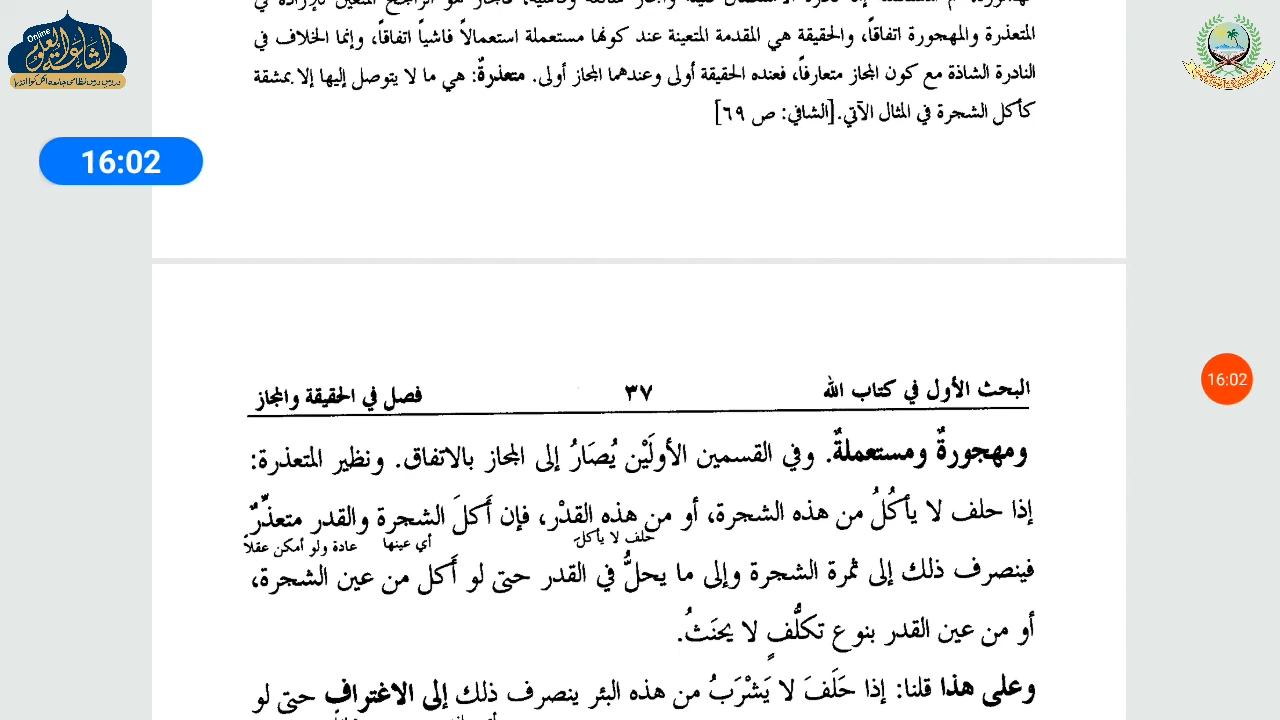 المتعذرة والمهجورة اتفاقاً، والحقيقة هي المقدمة المتعينة عند كونها مستعملة استعمالاً فاشياً اتفاقاً، وإنما الخلاف في
النادرة الشاذة مع كون المجاز متعارفاً، فعنده الحقيقة أولى وعندهما المجاز أولى. متعذرةٌ: هي ما لا يتوصل إليها إلا بمشقة
كأكل الشجرة في المثال الآتي.[الشافي: ص ٦٩]
Online
16:02
16:02
البحث الأول في كتاب الله ٣٧ فصل في الحقيقة والمجاز
ومهجورةٌ ومستعملةٌ. وفي القسمين الأولَيْن يُصَارُ إلى المجاز بالاتفاق. ونظير المتعذرة:
إذا حلف لا يأكُلُ من هذه الشجرة، أو من هذه القِدْر، فإن أَكلَ الشجرة والقدر متعذِّرٌ
حلف لا يأكل أي عينها عادة ولو أمكن عقلاً
فينصرف ذلك إلى ثمرة الشجرة وإلى ما يحلُّ في القدر حتى لو أَكل من عين الشجرة،
أو من عين القدر بنوع تكلُّفٍ لا يحنَثُ.
وعلى هذا قلنا: إذا حَلَفَ لا يَشْرَبُ من هذه البئر ينصرف ذلك إلى الاغتراف حتى لو